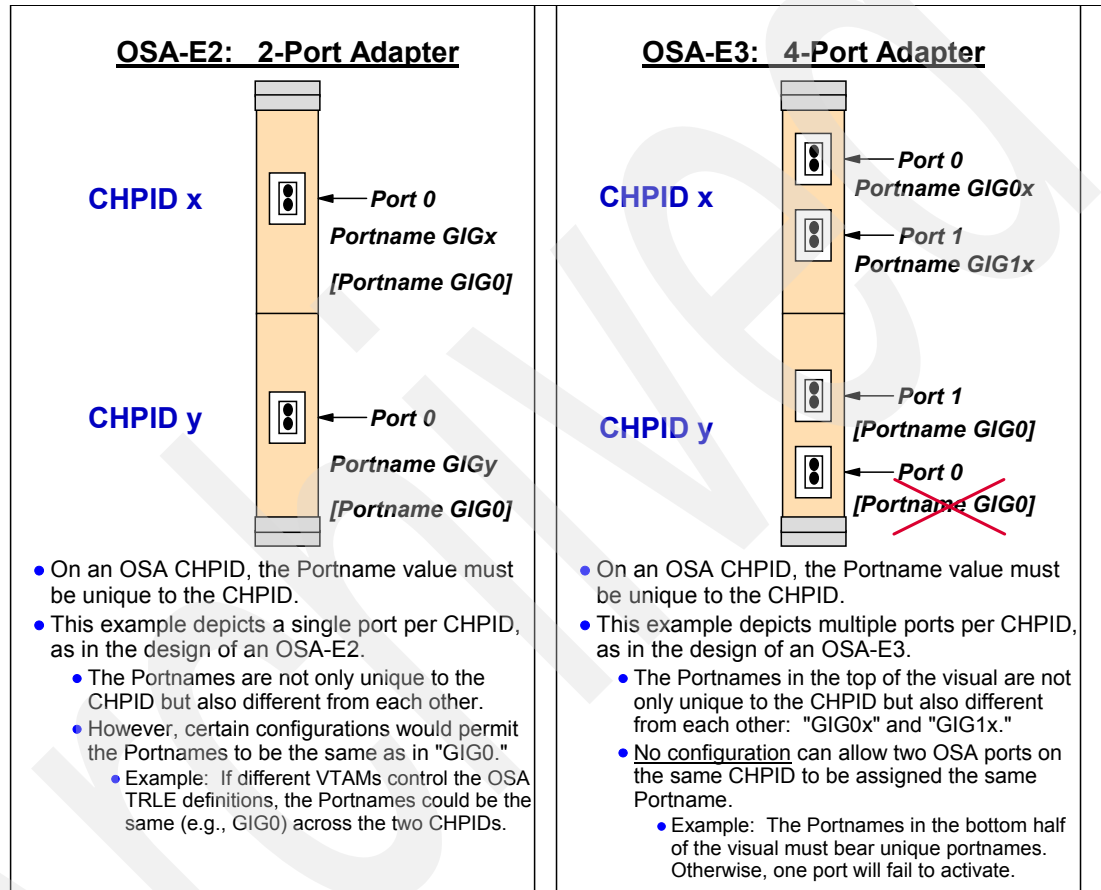 OSA-E2: 2-Port Adapter
CHPID x
Port 0
Portname GIGx
[Portname GIG0]
CHPID y
Port 0
Portname GIGy
[Portname GIG0]
• On an OSA CHPID, the Portname value must
be unique to the CHPID.
• This example depicts a single port per CHPID,
as in the design of an OSA-E2.
• The Portnames are not only unique to the
CHPID but also different from each other.
• However, certain configurations would permit
the Portnames to be the same as in "GIG0."
• Example: If different VTAMs control the OSA
TRLE definitions, the Portnames could be the
same (e.g., GIG0) across the two CHPIDs.
OSA-E3: 4-Port Adapter
CHPID x
Port 0
Portname GIG0x
Port 1
Portname GIG1x
CHPID y
Port 1
[Portname GIG0]
Port 0
[Portname GIG0]
• On an OSA CHPID, the Portname value must
be unique to the CHPID.
• This example depicts multiple ports per CHPID,
as in the design of an OSA-E3.
• The Portnames in the top of the visual are not
only unique to the CHPID but also different
from each other: "GIG0x" and "GIG1x."
• No configuration can allow two OSA ports on
the same CHPID to be assigned the same
Portname.
• Example: The Portnames in the bottom half
of the visual must bear unique portnames.
Otherwise, one port will fail to activate.